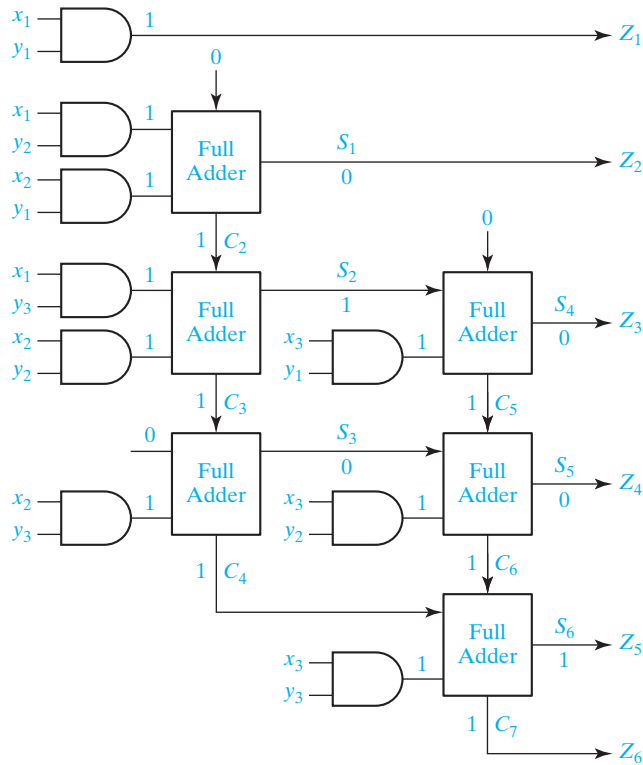 x₁ 1
y₁ Z₁
0
x₁ 1
y₂ Full Adder S₁ Z₂
x₂ 1 0
y₁
1 C₂ 0
x₁ 1 S₂
y₃ Full Adder 1 Full Adder S₄ Z₃
x₂ 1 x₃ 1 0
y₂ y₁
1 C₃ 1 C₅
0 S₃
Full Adder 0 Full Adder S₅ Z₄
x₂ 1 x₃ 1 0
y₃ y₂
1 C₄ 1 C₆
Full Adder S₆ Z₅
x₃ 1 1
y₃
1 C₇
Z₆